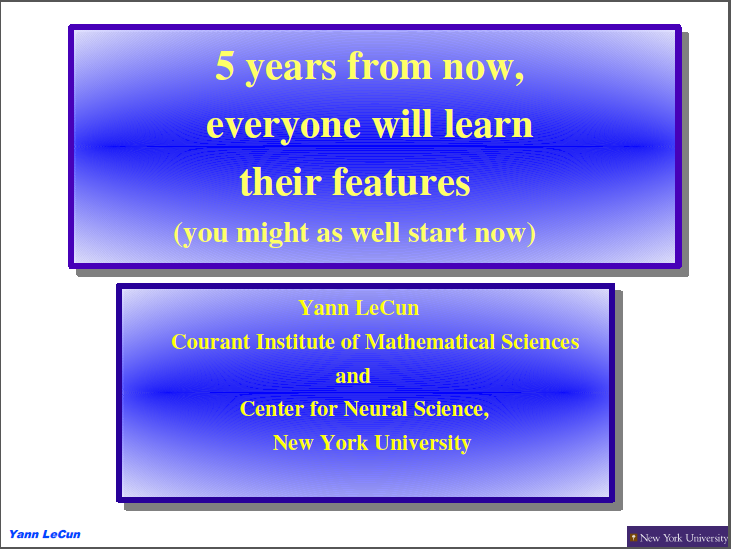 5 years from now,
everyone will learn
their features
(you might as well start now)
Yann LeCun
Courant Institute of Mathematical Sciences
and
Center for Neural Science,
New York University
Yann LeCun
New York University